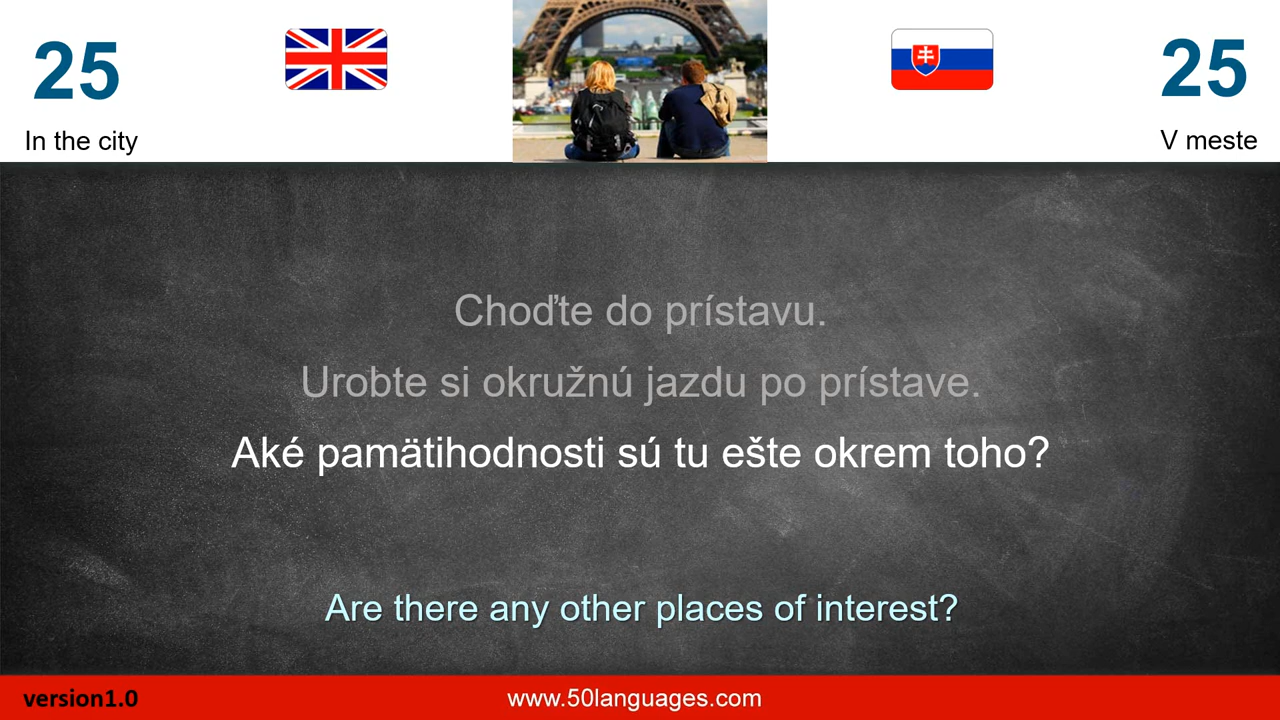 25
25
In the city
V meste
Choďte do prístavu.
Urobte si okružnú jazdu po prístave.
Aké pamätihodnosti sú tu ešte okrem toho?
Are there any other places of interest?
version1.0
www.50languages.com